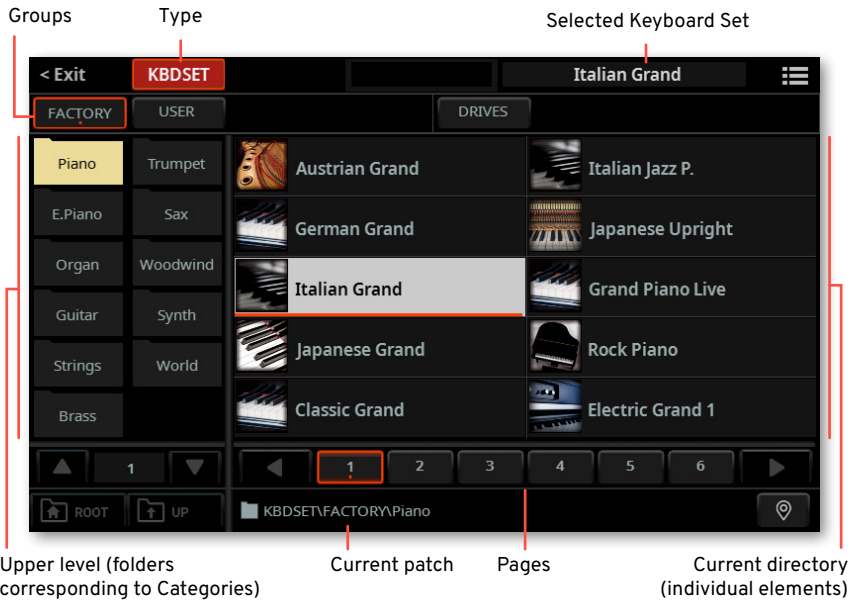 Groups
Type
Selected Keyboard Set
< Exit
KBDSET
Italian Grand
FACTORY
USER
DRIVES
Piano
Trumpet
E.Piano
Sax
Organ
Woodwind
Guitar
Synth
Strings
World
Brass
Austrian Grand
Italian Jazz P.
German Grand
Japanese Upright
Italian Grand
Grand Piano Live
Japanese Grand
Rock Piano
Classic Grand
Electric Grand 1
1
1
2
3
4
5
6
ROOT
UP
KBDSET\FACTORY\Piano
Upper level (folders
corresponding to Categories)
Current patch
Pages
Current directory
(individual elements)